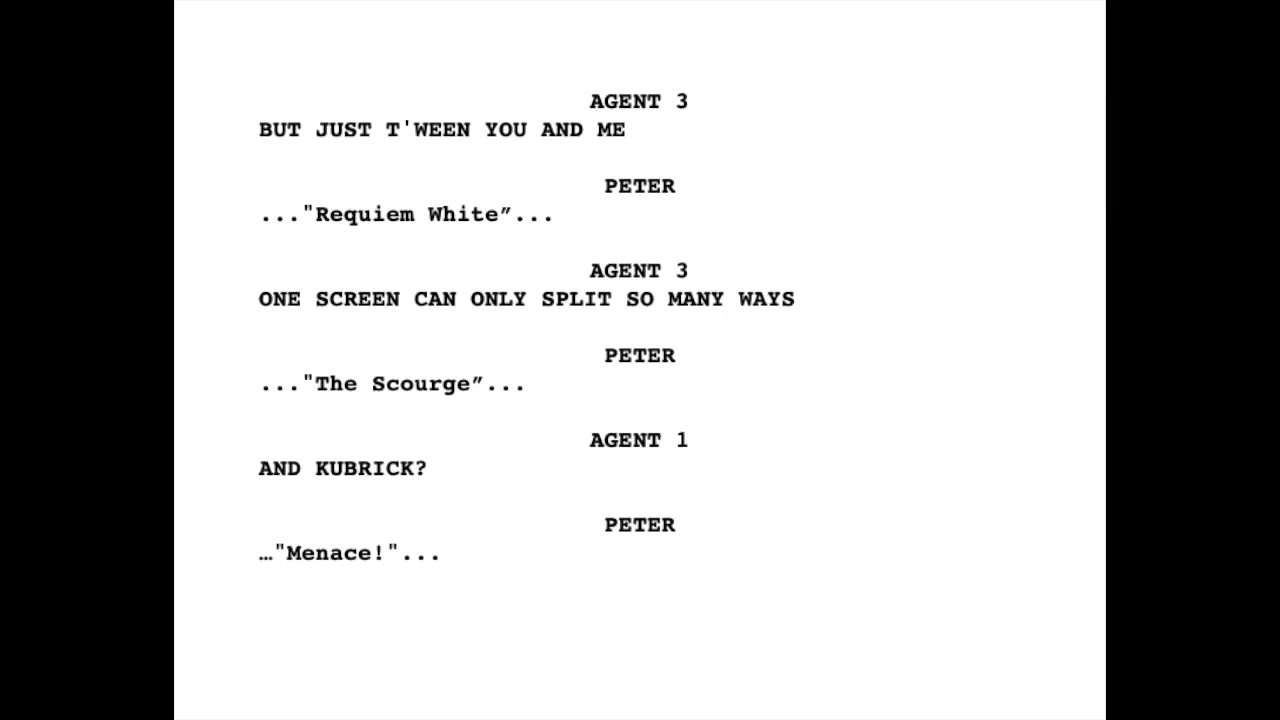 AGENT 3
BUT JUST T'WEEN YOU AND ME
PETER
..."Requiem White”...
AGENT 3
ONE SCREEN CAN ONLY SPLIT SO MANY WAYS
PETER
..."The Scourge”...
AGENT 1
AND KUBRICK?
PETER
…"Menace!"...